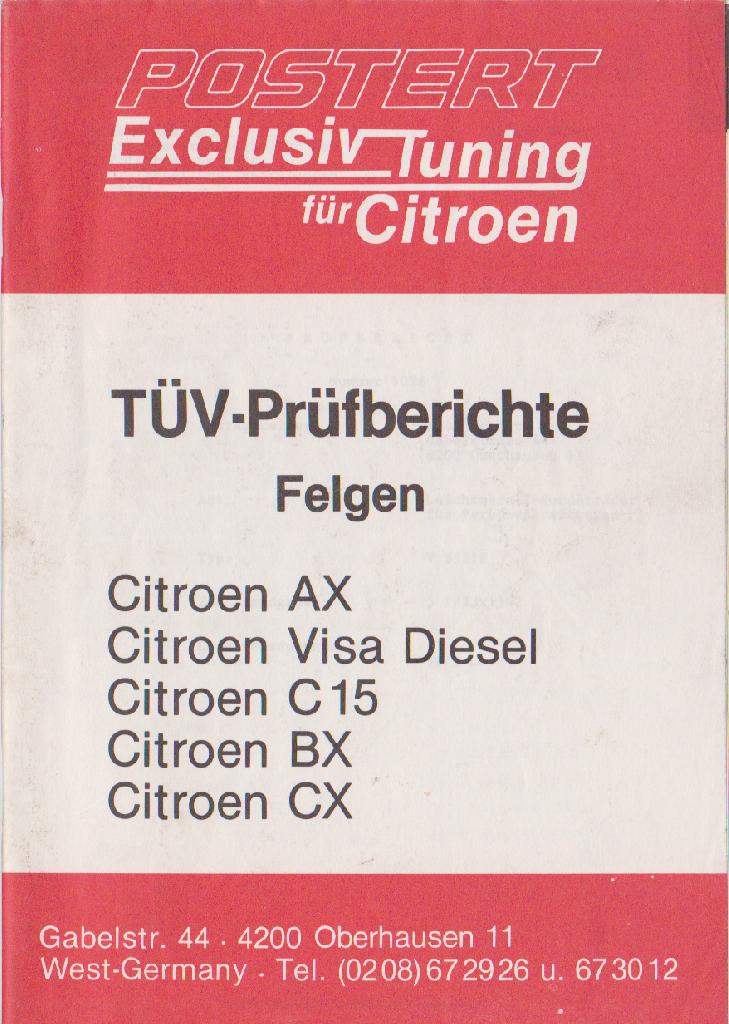 POSTERT
Exclusiv Tuning
für Citroen
TÜV-Prüfberichte
Felgen
Citroen AX
Citroen Visa Diesel
Citroen C 15
Citroen BX
Citroen CX
Gabelstr. 44 · 4200 Oberhausen 11
West-Germany · Tel. (0208) 672926 u. 673012